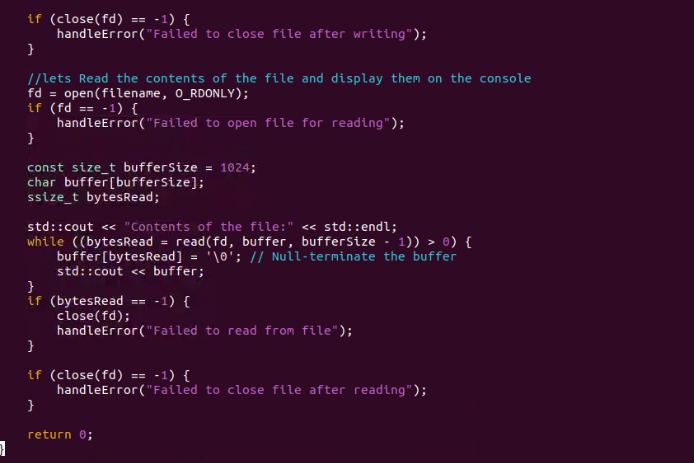 if (close(fd) == -1) {
        handleError("Failed to close file after writing");
    }

    //lets Read the contents of the file and display them on the console
    fd = open(filename, O_RDONLY);
    if (fd == -1) {
        handleError("Failed to open file for reading");
    }

    const size_t bufferSize = 1024;
    char buffer[bufferSize];
    ssize_t bytesRead;

    std::cout << "Contents of the file:" << std::endl;
    while ((bytesRead = read(fd, buffer, bufferSize - 1)) > 0) {
        buffer[bytesRead] = '\0'; // Null-terminate the buffer
        std::cout << buffer;
    }
    if (bytesRead == -1) {
        close(fd);
        handleError("Failed to read from file");
    }

    if (close(fd) == -1) {
        handleError("Failed to close file after reading");
    }

    return 0;
}